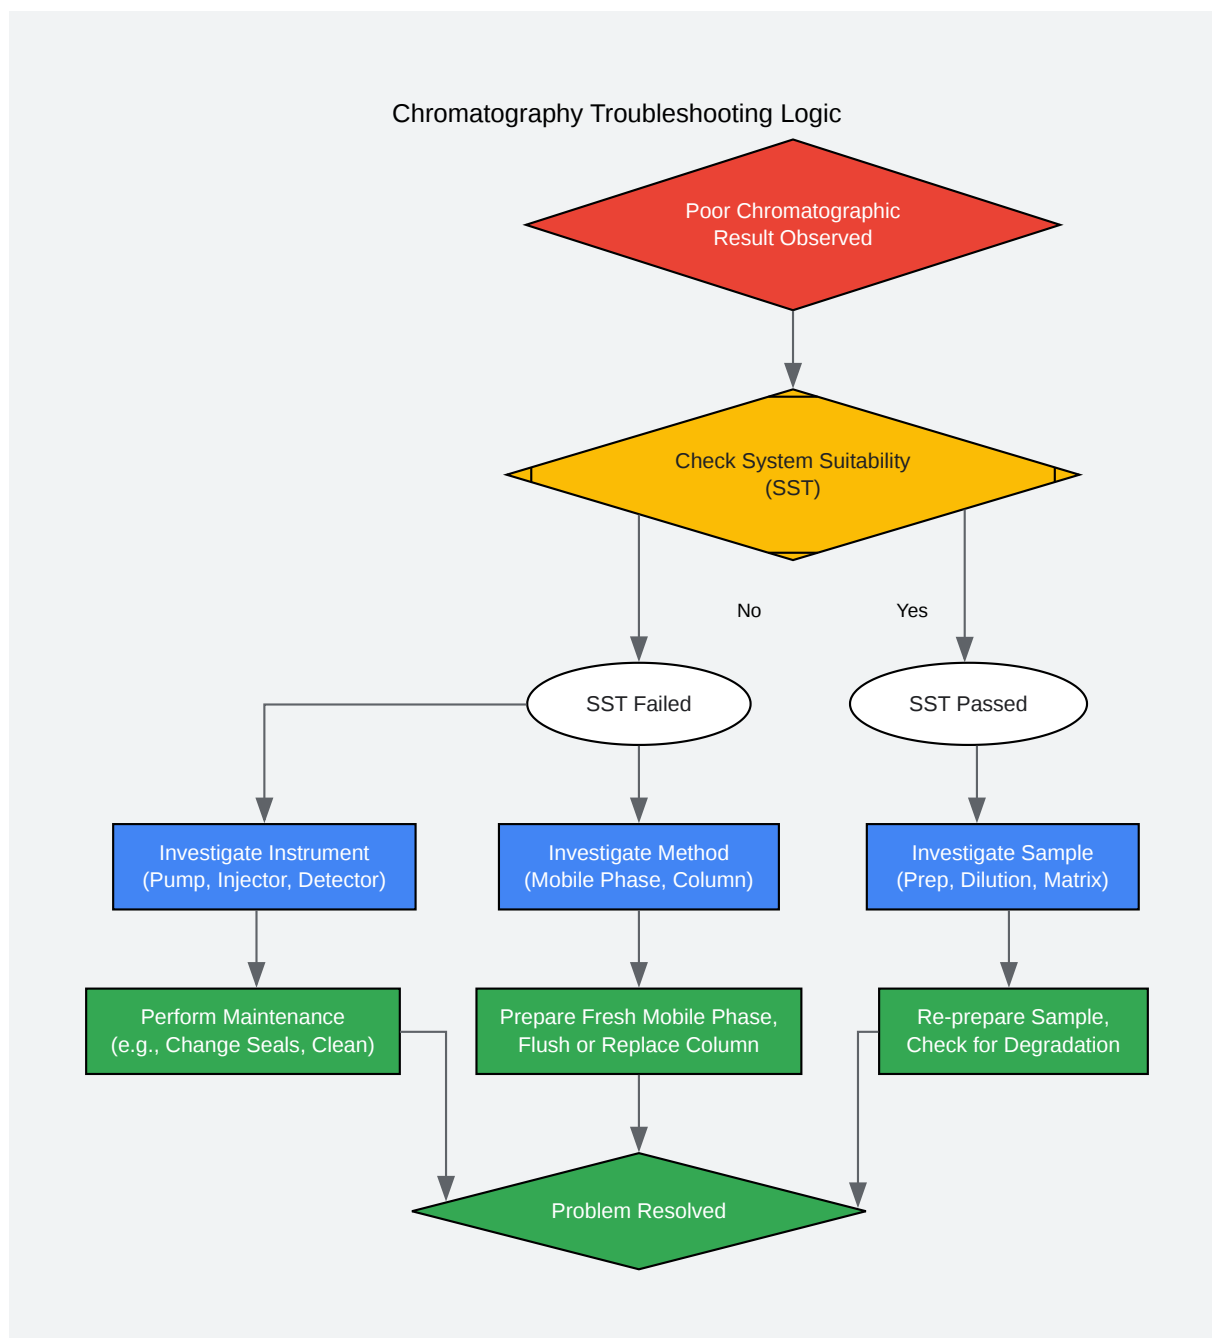 Chromatography Troubleshooting Logic
Poor Chromatographic
Result Observed
Check System Suitability
(SST)
No
Yes
SST Failed
SST Passed
Investigate Instrument
(Pump, Injector, Detector)
Investigate Method
(Mobile Phase, Column)
Investigate Sample
(Prep, Dilution, Matrix)
Perform Maintenance
(e.g., Change Seals, Clean)
Prepare Fresh Mobile Phase,
Flush or Replace Column
Re-prepare Sample,
Check for Degradation
Problem Resolved